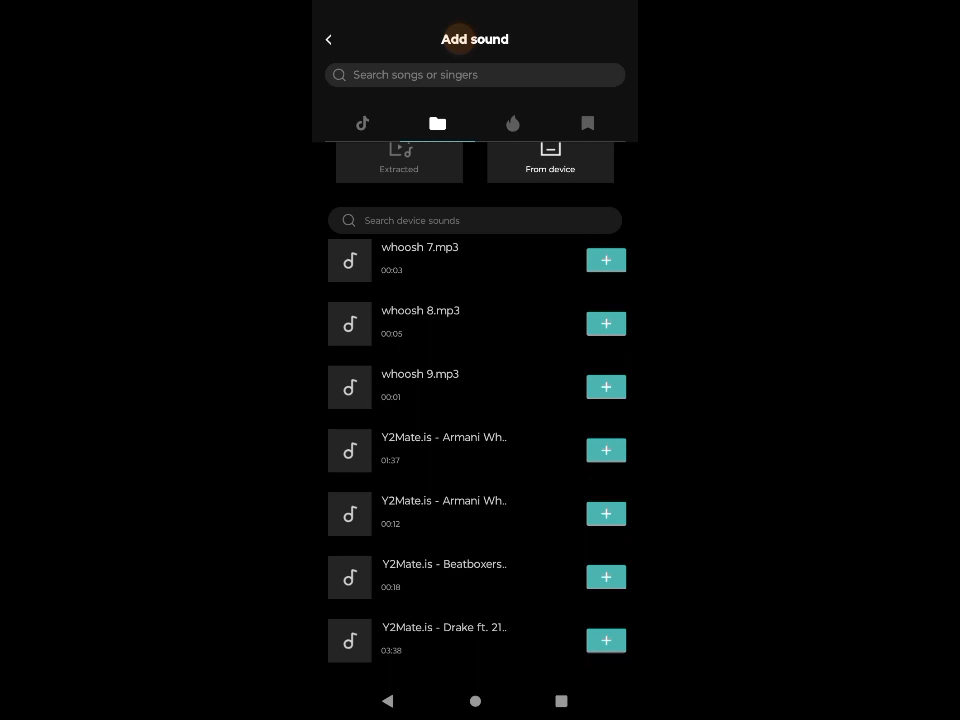 Add sound
Search songs or singers
Extracted
From device
Search device sounds
whoosh 7.mp3
00:03
whoosh 8.mp3
00:05
whoosh 9.mp3
00:01
Y2Mate.is - Armani Wh..
01:37
Y2Mate.is - Armani Wh..
00:12
Y2Mate.is - Beatboxers..
00:18
Y2Mate.is - Drake ft. 21..
03:38